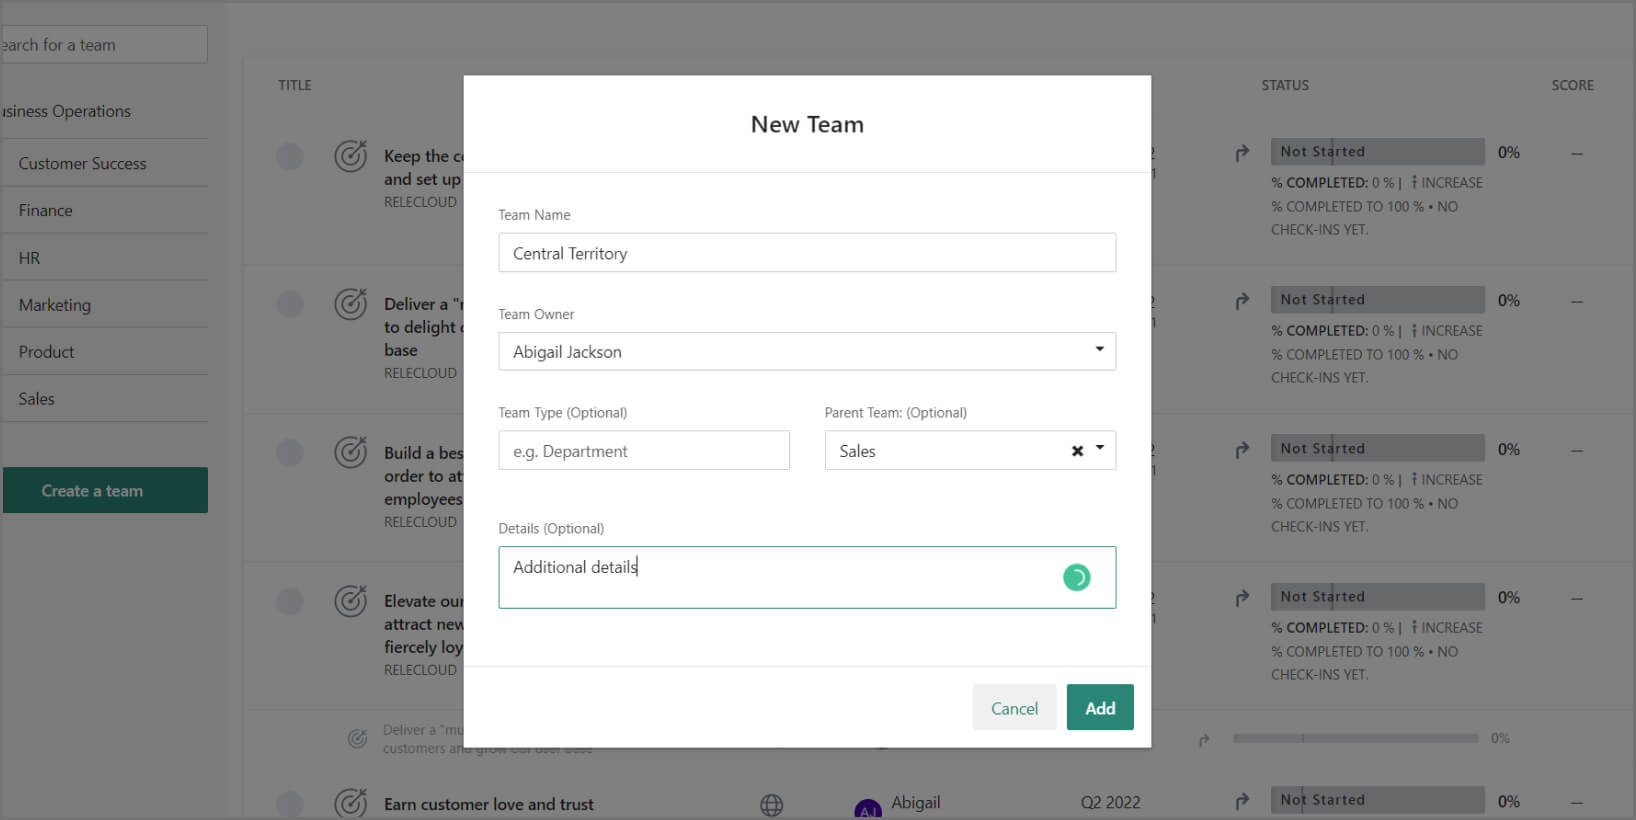 earch for a team
TITLE
STATUS
SCORE
New Team
usiness Operations
Customer Success
Finance
HR
Marketing
Product
Sales
Create a team
Keep the
and set up
RELECLOUD
Not Started 0% —
% COMPLETED: 0 % | INCREASE
% COMPLETED TO 100 % • NO
CHECK-INS YET.
Team Name
Central Territory
Deliver a
to delight
base
RELECLOUD
Not Started 0% —
% COMPLETED: 0 % | INCREASE
% COMPLETED TO 100 % • NO
CHECK-INS YET.
Team Owner
Abigail Jackson
Team Type (Optional)
e.g. Department
Parent Team: (Optional)
Sales
Build a
order to
employees
RELECLOUD
Not Started 0% —
% COMPLETED: 0 % | INCREASE
% COMPLETED TO 100 % • NO
CHECK-INS YET.
Details (Optional)
Additional details
Elevate
attract new
fiercely
RELECLOUD
Not Started 0% —
% COMPLETED: 0 % | INCREASE
% COMPLETED TO 100 % • NO
CHECK-INS YET.
Cancel
Add
Deliver a
customers and grow our user base
0%
Earn customer love and trust
AJ
Abigail
Q2 2022
Not Started 0% —